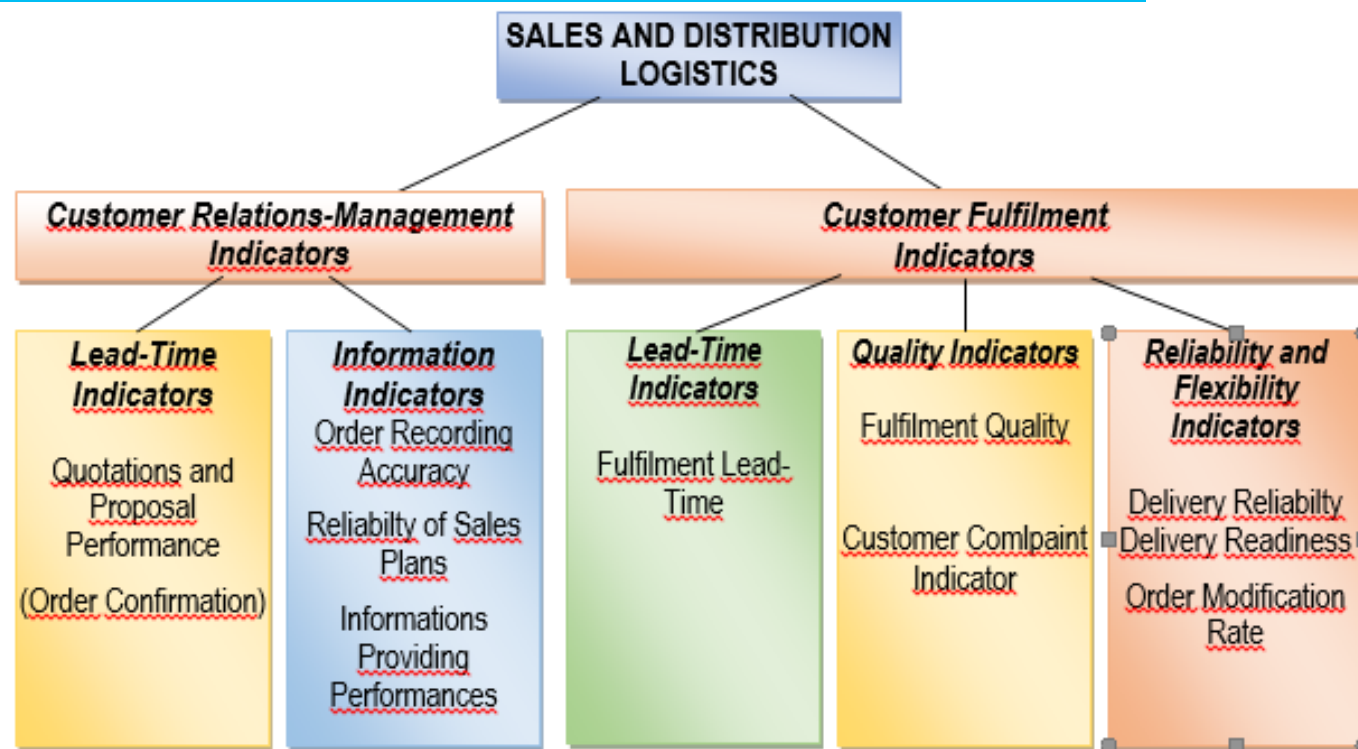 SALES AND DISTRIBUTION
LOGISTICS
Customer Relations-Management
Indicators
Customer Fulfilment
Indicators
Lead-Time
Indicators
Quotations and
Proposal
Performance
(Order Confirmation)
Information
Indicators
Order Recording
Accuracy
Reliabilty of Sales
Plans
Informations
Providing
Performances
Lead-Time
Indicators
Fulfilment Lead-
Time
Quality Indicators
Fulfilment Quality
Customer Comlpaint
Indicator
Reliability and
Flexibility
Indicators
Delivery Reliabilty
Delivery Readiness
Order Modification
Rate